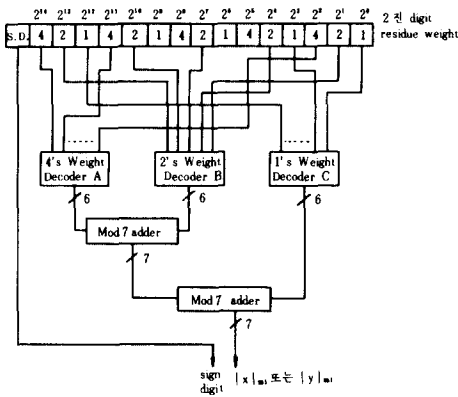 2¹⁴ 2¹³ 2¹² 2¹¹ 2¹⁰ 2⁹ 2⁸ 2⁷ 2⁶ 2⁵ 2⁴ 2³ 2² 2¹ 2⁰ 2진 digit
S.D. 4 2 1 4 2 1 4 2 1 4 2 1 4 2 1 residue weight
4's Weight
Decoder A
2's Weight
Decoder B
1's Weight
Decoder C
6
6
6
Mod 7 adder
7
Mod 7 adder
7
sign
digit
|x|ₘᵢ 또는 |y|ₘᵢ